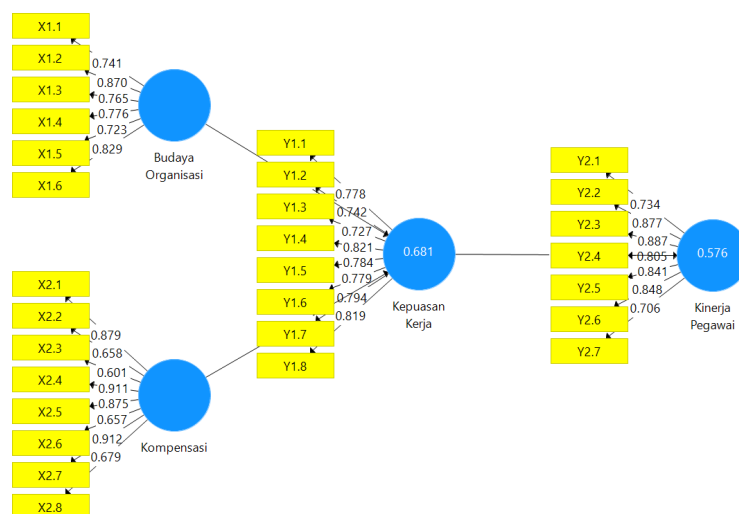 X1.1
X1.2
X1.3
X1.4
X1.5
X1.6
0.741
0.870
0.765
0.776
0.723
0.829
Budaya
Organisasi
X2.1
X2.2
X2.3
X2.4
X2.5
X2.6
X2.7
X2.8
0.879
0.658
0.601
0.911
0.875
0.657
0.912
0.679
Kompensasi
Y1.1
Y1.2
Y1.3
Y1.4
Y1.5
Y1.6
Y1.7
Y1.8
0.778
0.742
0.727
0.821
0.784
0.779
0.794
0.819
0.681
Kepuasan
Kerja
Y2.1
Y2.2
Y2.3
Y2.4
Y2.5
Y2.6
Y2.7
0.734
0.877
0.887
0.805
0.841
0.848
0.706
0.576
Kinerja
Pegawai